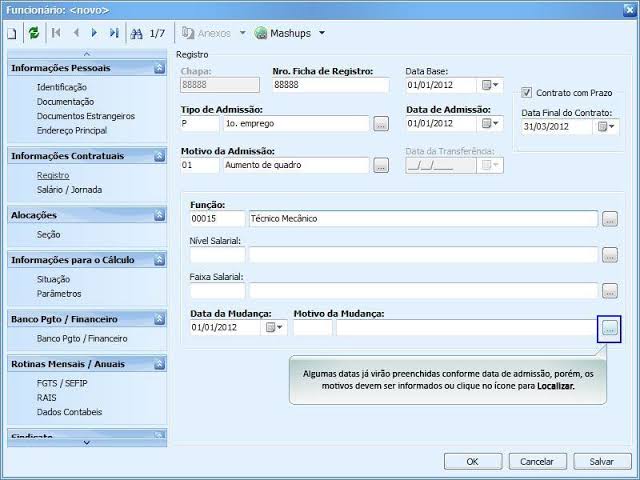 Funcionário: <novo>
1/7 Anexos Mashups
Informações Pessoais
Identificação
Documentação
Documentos Estrangeiros
Endereço Principal
Informações Contratuais
Registro
Salário / Jornada
Alocações
Seção
Informações para o Cálculo
Situação
Parâmetros
Banco Pgto / Financeiro
Banco Pgto / Financeiro
Rotinas Mensais / Anuais
FGTS / SEFIP
RAIS
Dados Contabeis
Sindicato
Registro
Chapa: Nro. Ficha de Registro: Data Base:
88888 88888 01/01/2012
Contrato com Prazo
Tipo de Admissão: Data de Admissão: Data Final do Contrato:
P 1o. emprego ... 01/01/2012 31/03/2012
Motivo da Admissão: Data da Transferência:
01 Aumento de quadro ... __/__/____
Função:
00015 Técnico Mecânico ...
Nível Salarial:
...
Faixa Salarial:
...
Data da Mudança: Motivo da Mudança:
01/01/2012 ...
Algumas datas já virão preenchidas conforme data de admissão, porém, os
motivos devem ser informados ou clique no ícone para Localizar.
OK Cancelar Salvar